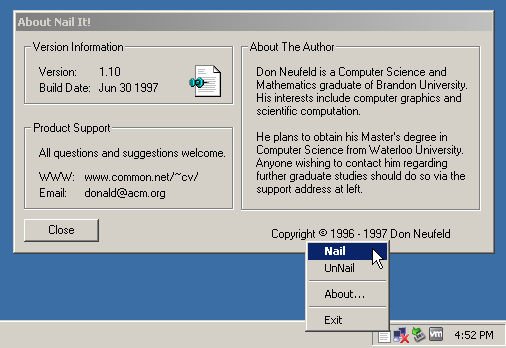 About Nail It!
Version Information
Version: 1.10
Build Date: Jun 30 1997
Product Support
All questions and suggestions welcome.
WWW: www.common.net/~cv/
Email: donald@acm.org
Close
About The Author
Don Neufeld is a Computer Science and
Mathematics graduate of Brandon University.
His interests include computer graphics and
scientific computation.
He plans to obtain his Master's degree in
Computer Science from Waterloo University.
Anyone wishing to contact him regarding
further graduate studies should do so via the
support address at left.
Copyright © 1996 - 1997 Don Neufeld
Nail
UnNail
About...
Exit
vm
4:52 PM